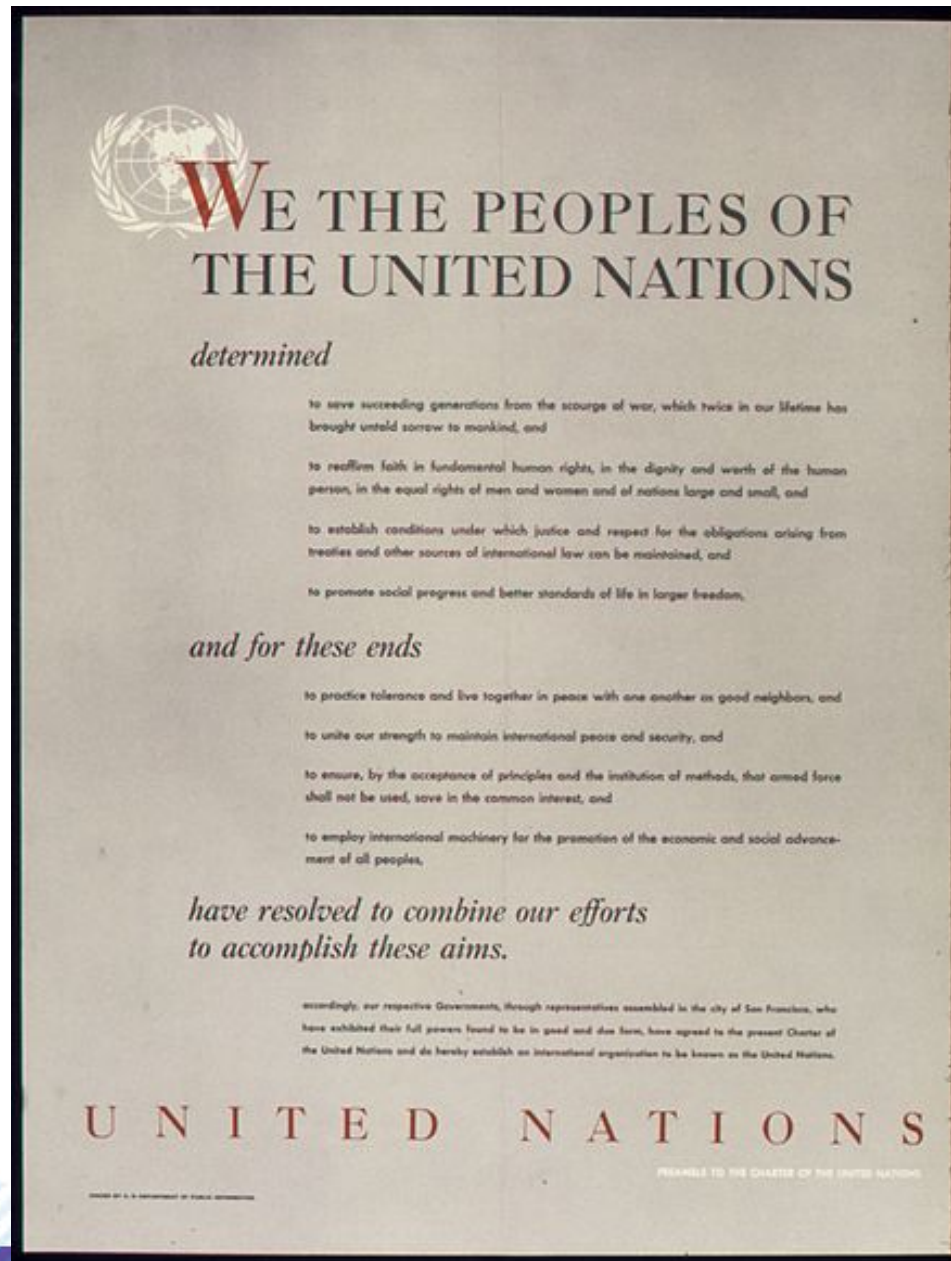 WE THE PEOPLES OF
THE UNITED NATIONS
determined
to save succeeding generations from the scourge of war, which twice in our lifetime has
brought untold sorrow to mankind, and
to reaffirm faith in fundamental human rights, in the dignity and worth of the human
person, in the equal rights of men and women and of nations large and small, and
to establish conditions under which justice and respect for the obligations arising from
treaties and other sources of international law can be maintained, and
to promote social progress and better standards of life in larger freedom,
and for these ends
to practice tolerance and live together in peace with one another as good neighbors, and
to unite our strength to maintain international peace and security, and
to ensure, by the acceptance of principles and the institution of methods, that armed force
shall not be used, save in the common interest, and
to employ international machinery for the promotion of the economic and social advance-
ment of all peoples,
have resolved to combine our efforts
to accomplish these aims.
accordingly, our respective Governments, through representatives assembled in the city of San Francisco, who
have exhibited their full powers found to be in good and due form, have agreed to the present Charter of
the United Nations and do hereby establish an international organization to be known as the United Nations.
UNITED NATIONS
PREAMBLE TO THE CHARTER OF THE UNITED NATIONS
ISSUED BY U. N. DEPARTMENT OF PUBLIC INFORMATION